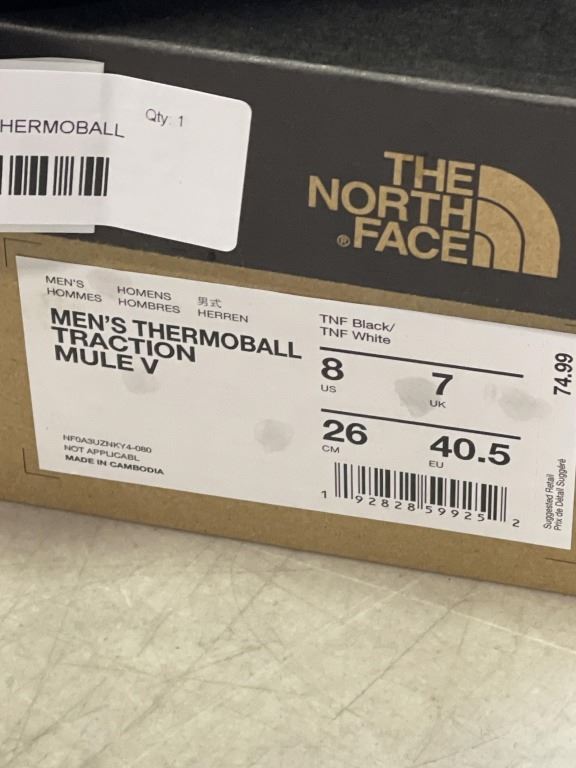 HERMOBALL
Qty: 1
THE
NORTH
®FACE
MEN'S HOMENS 男式
HOMMES HOMBRES HERREN
MEN'S THERMOBALL
TRACTION
MULE V
NF0A3UZNKY4-080
NOT APPLICABL
MADE IN CAMBODIA
TNF Black/
TNF White
8 7
US UK
26 40.5
CM EU
1 92828 59925 2
74.99
Suggested Retail
Prix de Détail Suggéré